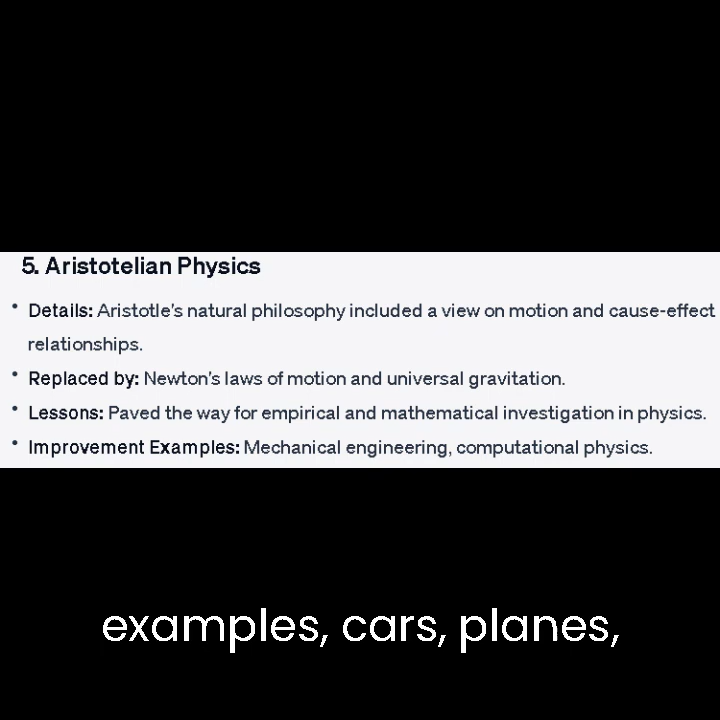 5. Aristotelian Physics
• Details: Aristotle's natural philosophy included a view on motion and cause-effect
relationships.
• Replaced by: Newton's laws of motion and universal gravitation.
• Lessons: Paved the way for empirical and mathematical investigation in physics.
• Improvement Examples: Mechanical engineering, computational physics.
examples, cars, planes,